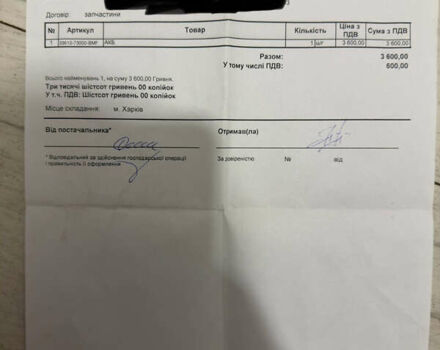 Договір: запчастини
№ Артикул Товар Кількість Ціна з ПДВ Сума з ПДВ
1 АКБ 1 шт 3 600,00 3 600,00
Разом: 3 600,00
У тому числі ПДВ: 600,00
Всього найменувань 1, на суму 3 600,00 Гривня.
Три тисячі шістсот гривень 00 копійок
У т.ч. ПДВ: Шістсот гривень 00 копійок
Місце складання: м. Харків
Від постачальника* Отримав(ла)
* Відповідальний за здійснення господарської операції За довіреністю № від
і правильність її оформлення